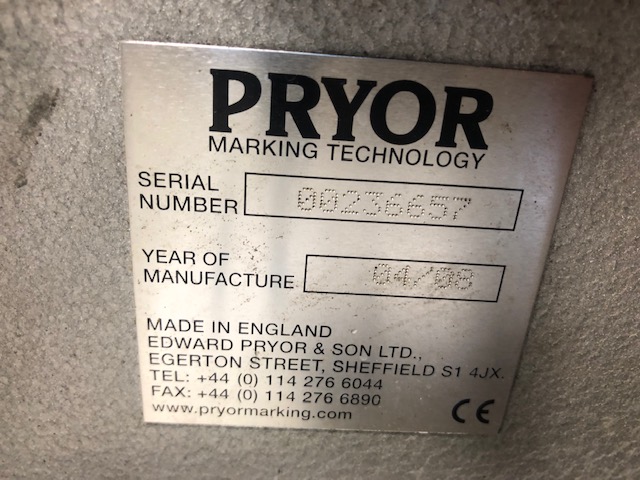 PRYOR
MARKING TECHNOLOGY
SERIAL
NUMBER 00236657
YEAR OF
MANUFACTURE 04/08
MADE IN ENGLAND
EDWARD PRYOR & SON LTD.,
EGERTON STREET, SHEFFIELD S1 4JX.
TEL: +44 (0) 114 276 6044
FAX: +44 (0) 114 276 6890
www.pryormarking.com CE